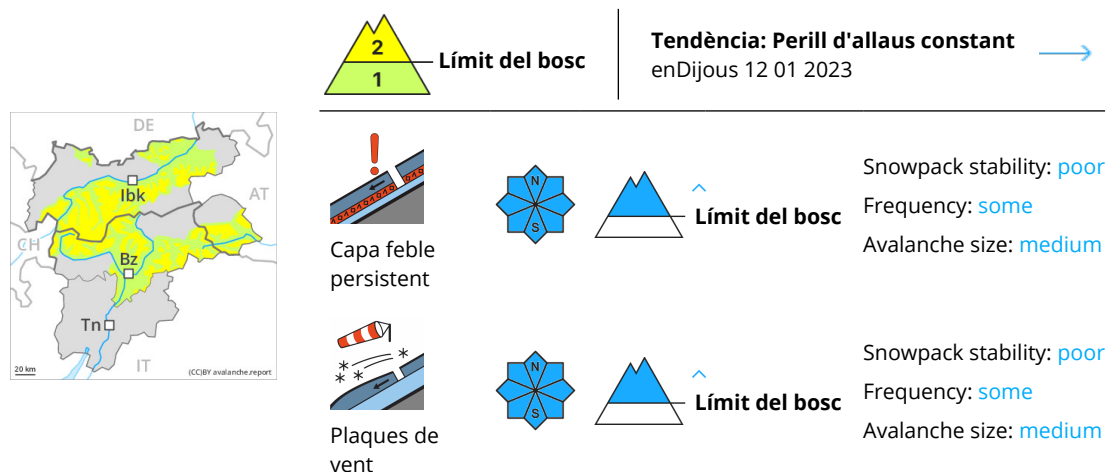 2
1
Límit del bosc
Tendència: Perill d'allaus constant
enDijous 12 01 2023
DE
Ibk
AT
CH
Bz
Tn
IT
20 km
(CC)BY avalanche.report
Capa feble
persistent
N
S
Límit del bosc
Snowpack stability: poor
Frequency: some
Avalanche size: medium
Plaques de
vent
N
S
Límit del bosc
Snowpack stability: poor
Frequency: some
Avalanche size: medium